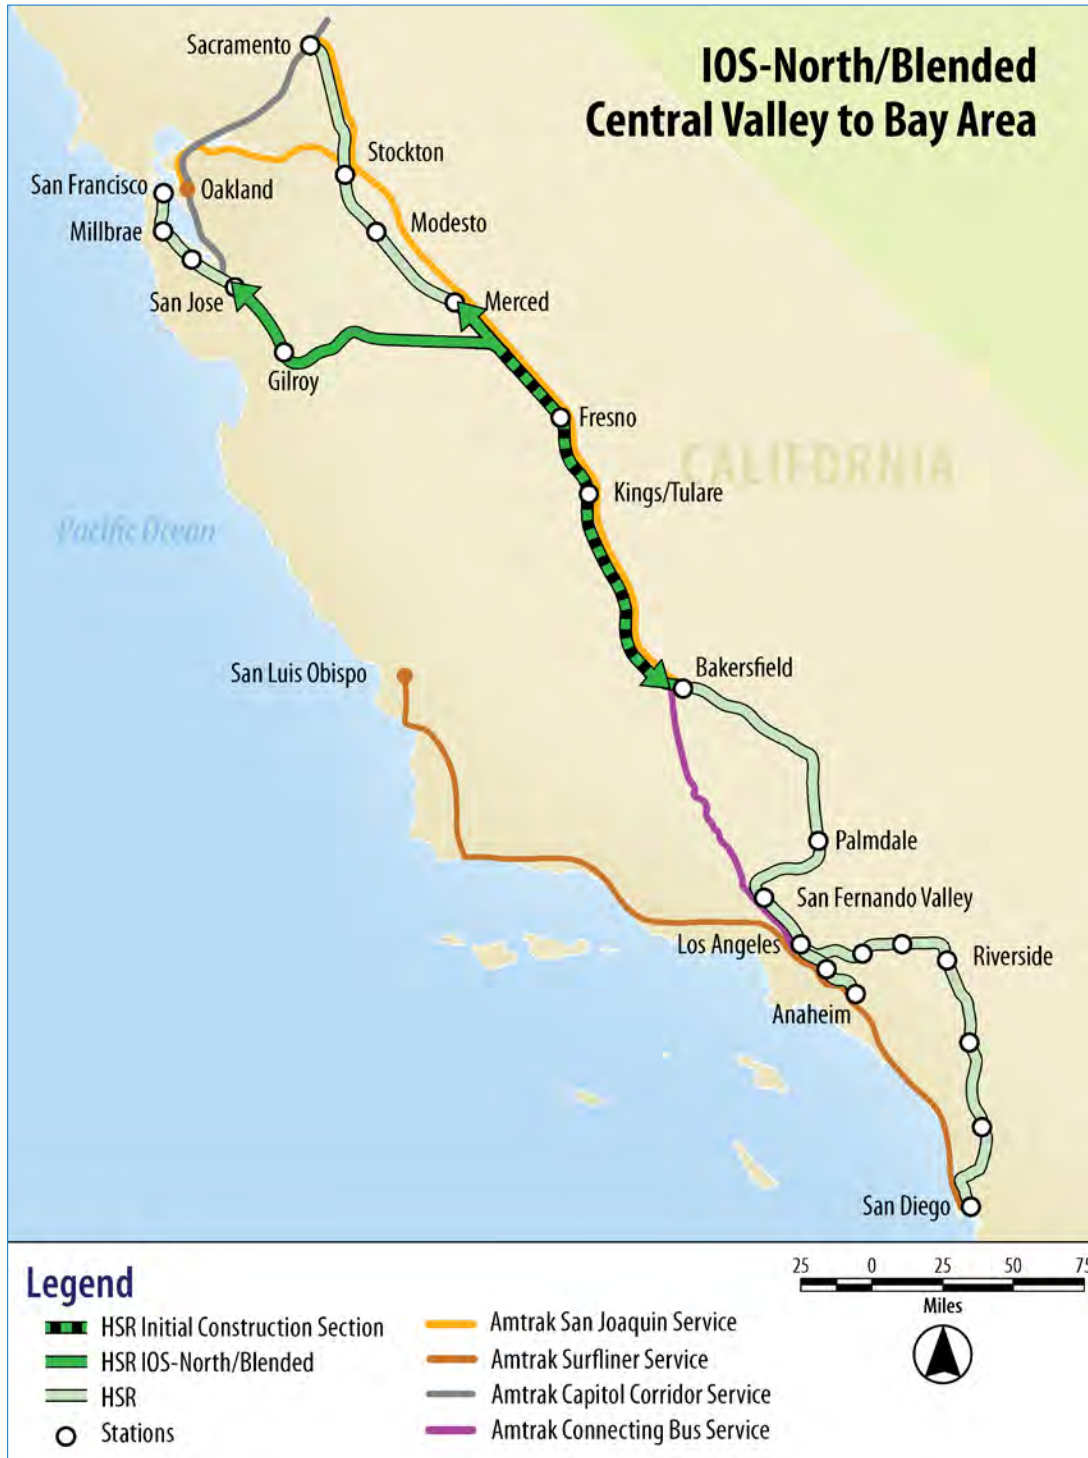 IOS-North/Blended
Central Valley to Bay Area
Sacramento
Stockton
San Francisco
Oakland
Modesto
Millbrae
San Jose
Merced
Gilroy
Fresno
CALIFORNIA
Kings/Tulare
Pacific Ocean
Bakersfield
San Luis Obispo
Palmdale
San Fernando Valley
Los Angeles
Riverside
Anaheim
San Diego
Legend
HSR Initial Construction Section
HSR IOS-North/Blended
HSR
Stations
Amtrak San Joaquin Service
Amtrak Surfliner Service
Amtrak Capitol Corridor Service
Amtrak Connecting Bus Service
25 0 25 50 75
Miles